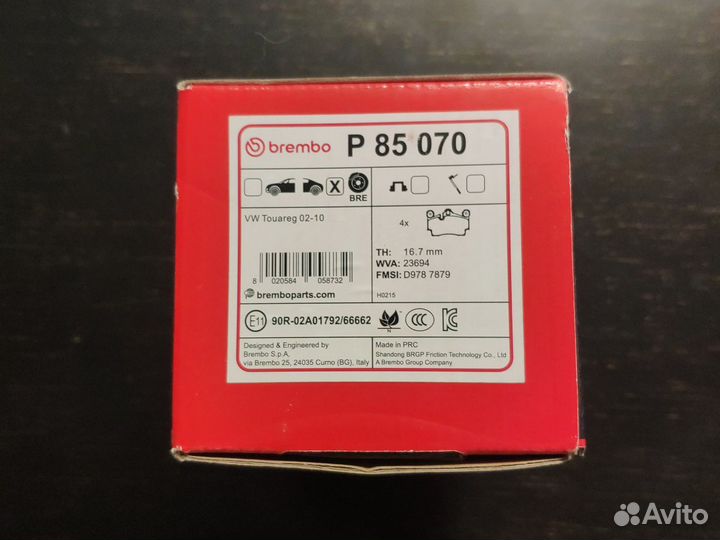 brembo P 85 070
X BRE
VW Touareg 02-10
4x
8 020584 058732
TH: 16.7 mm
WVA: 23694
FMSI: D978 7879
bremboparts.com
H0215
E11 90R-02A01792/66662
N CCC KC
Designed & Engineered by
Brembo S.p.A.
via Brembo 25, 24035 Curno (BG), Italy
Made in PRC
Shandong BRGP Friction Technology Co., Ltd
A Brembo Group Company
Avito